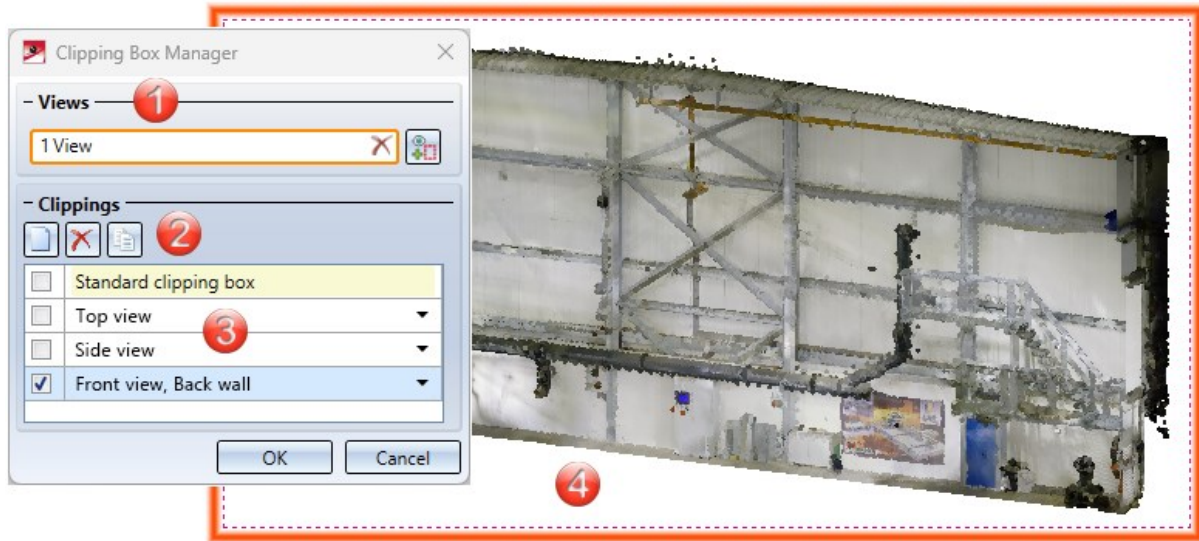 Clipping Box Manager
- Views
1
1 View
- Clippings
2
Standard clipping box
Top view
3
Side view
Front view, Back wall
OK
Cancel
4